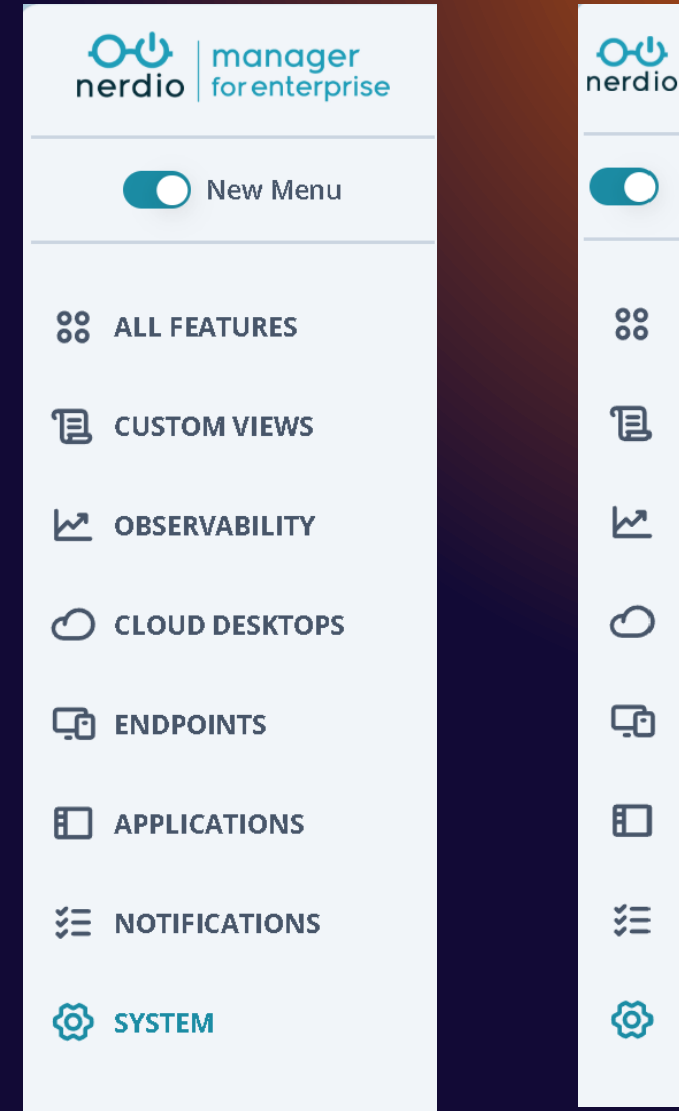 nerdio
manager
for enterprise
New Menu
ALL FEATURES
CUSTOM VIEWS
OBSERVABILITY
CLOUD DESKTOPS
ENDPOINTS
APPLICATIONS
NOTIFICATIONS
SYSTEM
nerdio